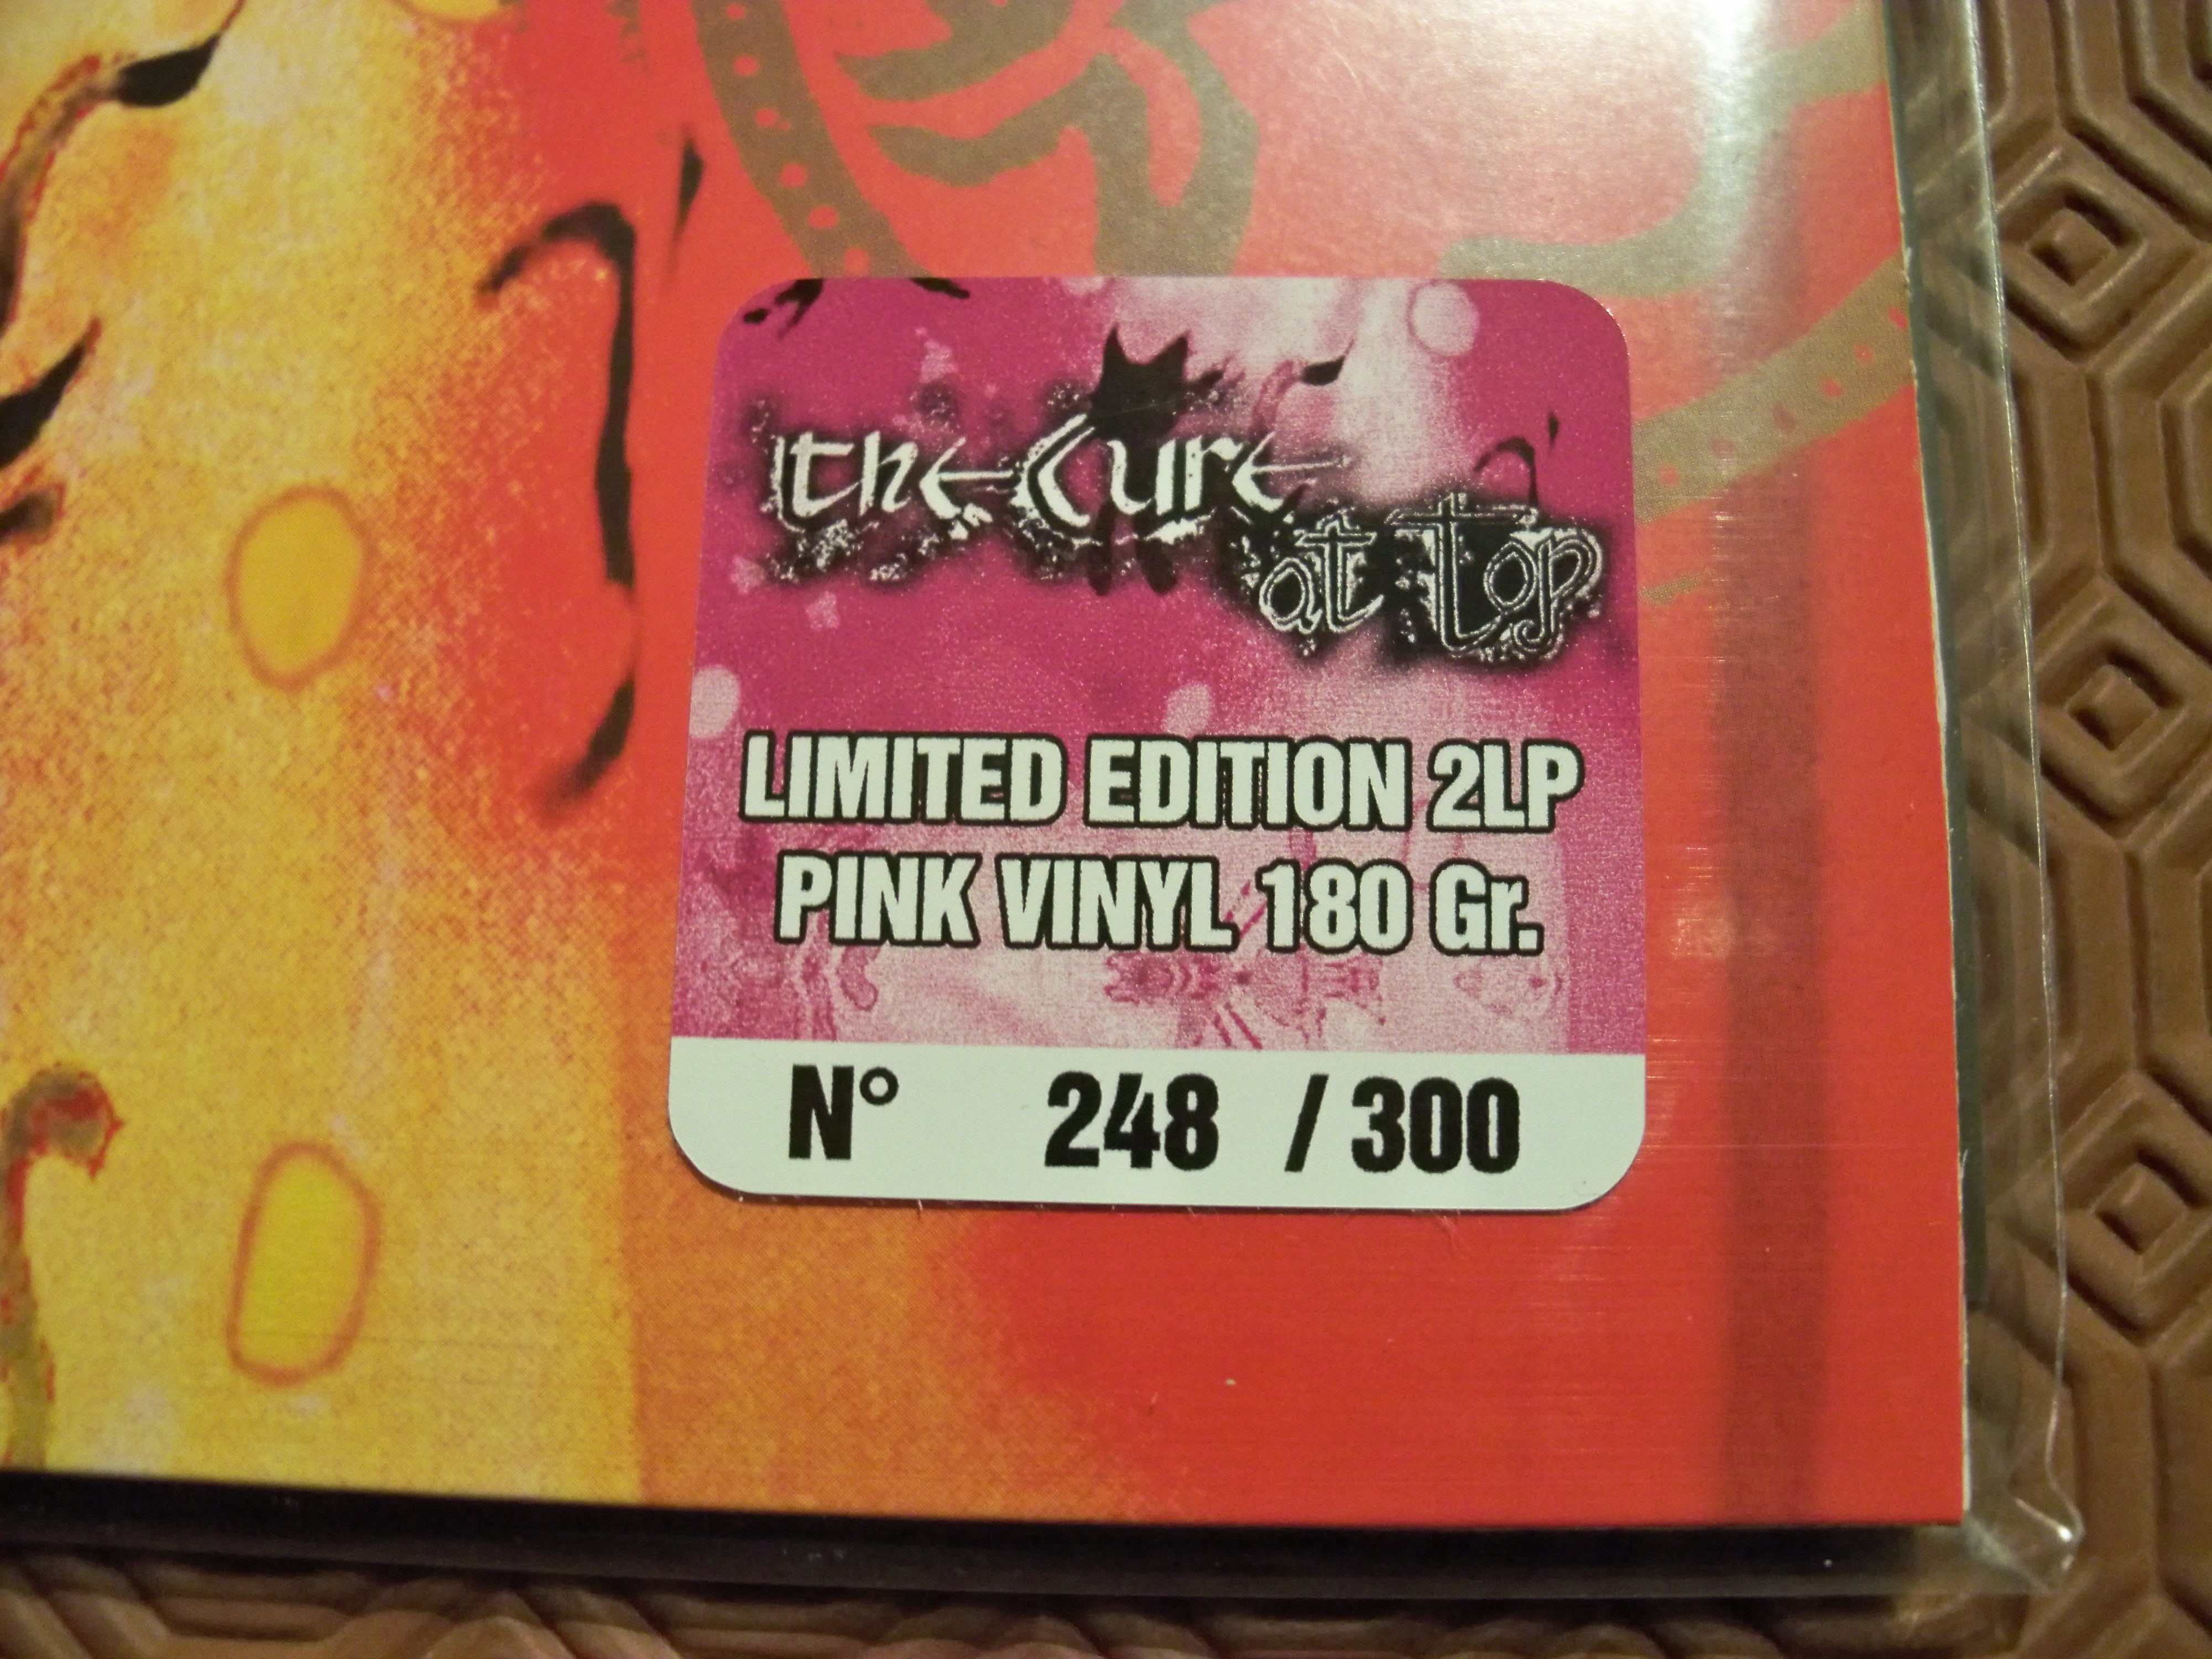 the Cure
at Top
LIMITED EDITION 2LP
PINK VINYL 180 Gr.
N° 248 / 300